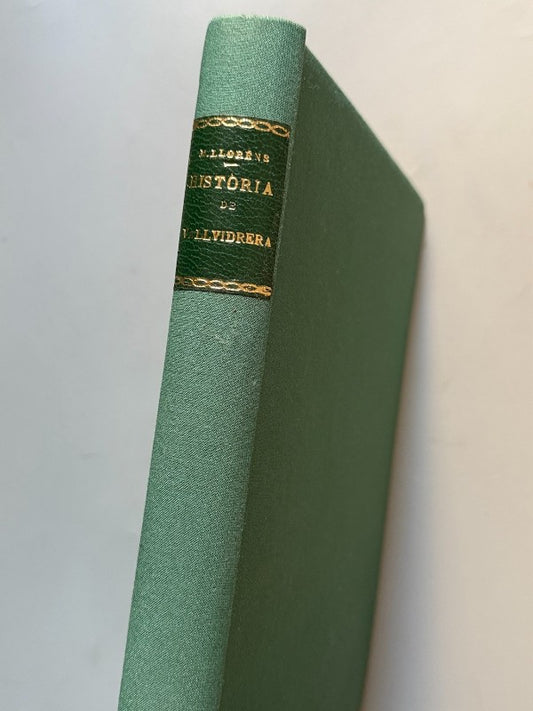 M. LLORÉNS
HISTÒRIA
DE
VALLVIDRERA